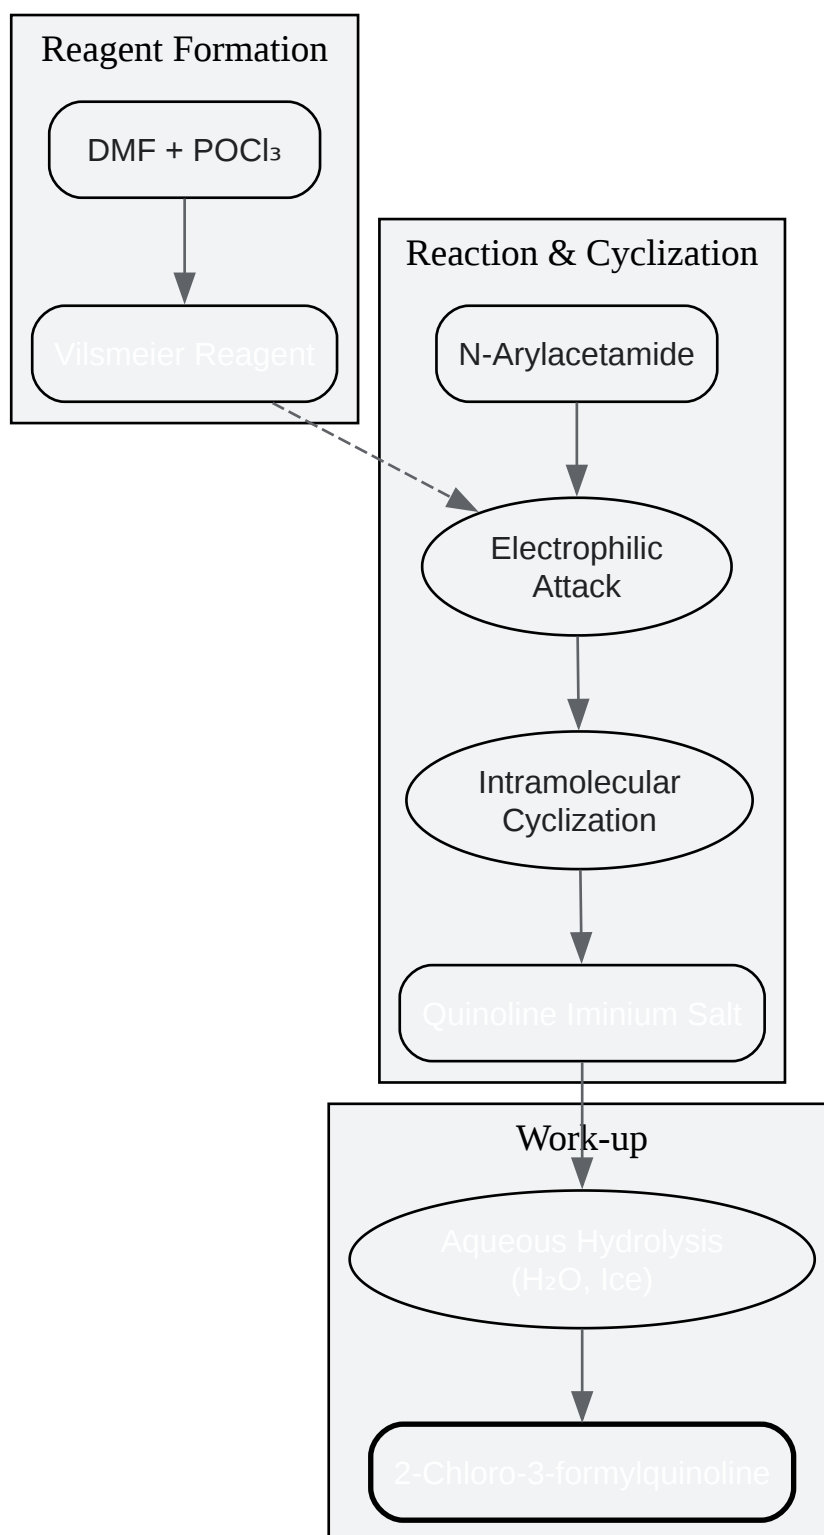 Reagent Formation
DMF + POCl₃
Vilsmeier Reagent
Reaction & Cyclization
N-Arylacetamide
Electrophilic
Attack
Intramolecular
Cyclization
Quinoline Iminium Salt
Work-up
Aqueous Hydrolysis
(H₂O, Ice)
2-Chloro-3-formylquinoline